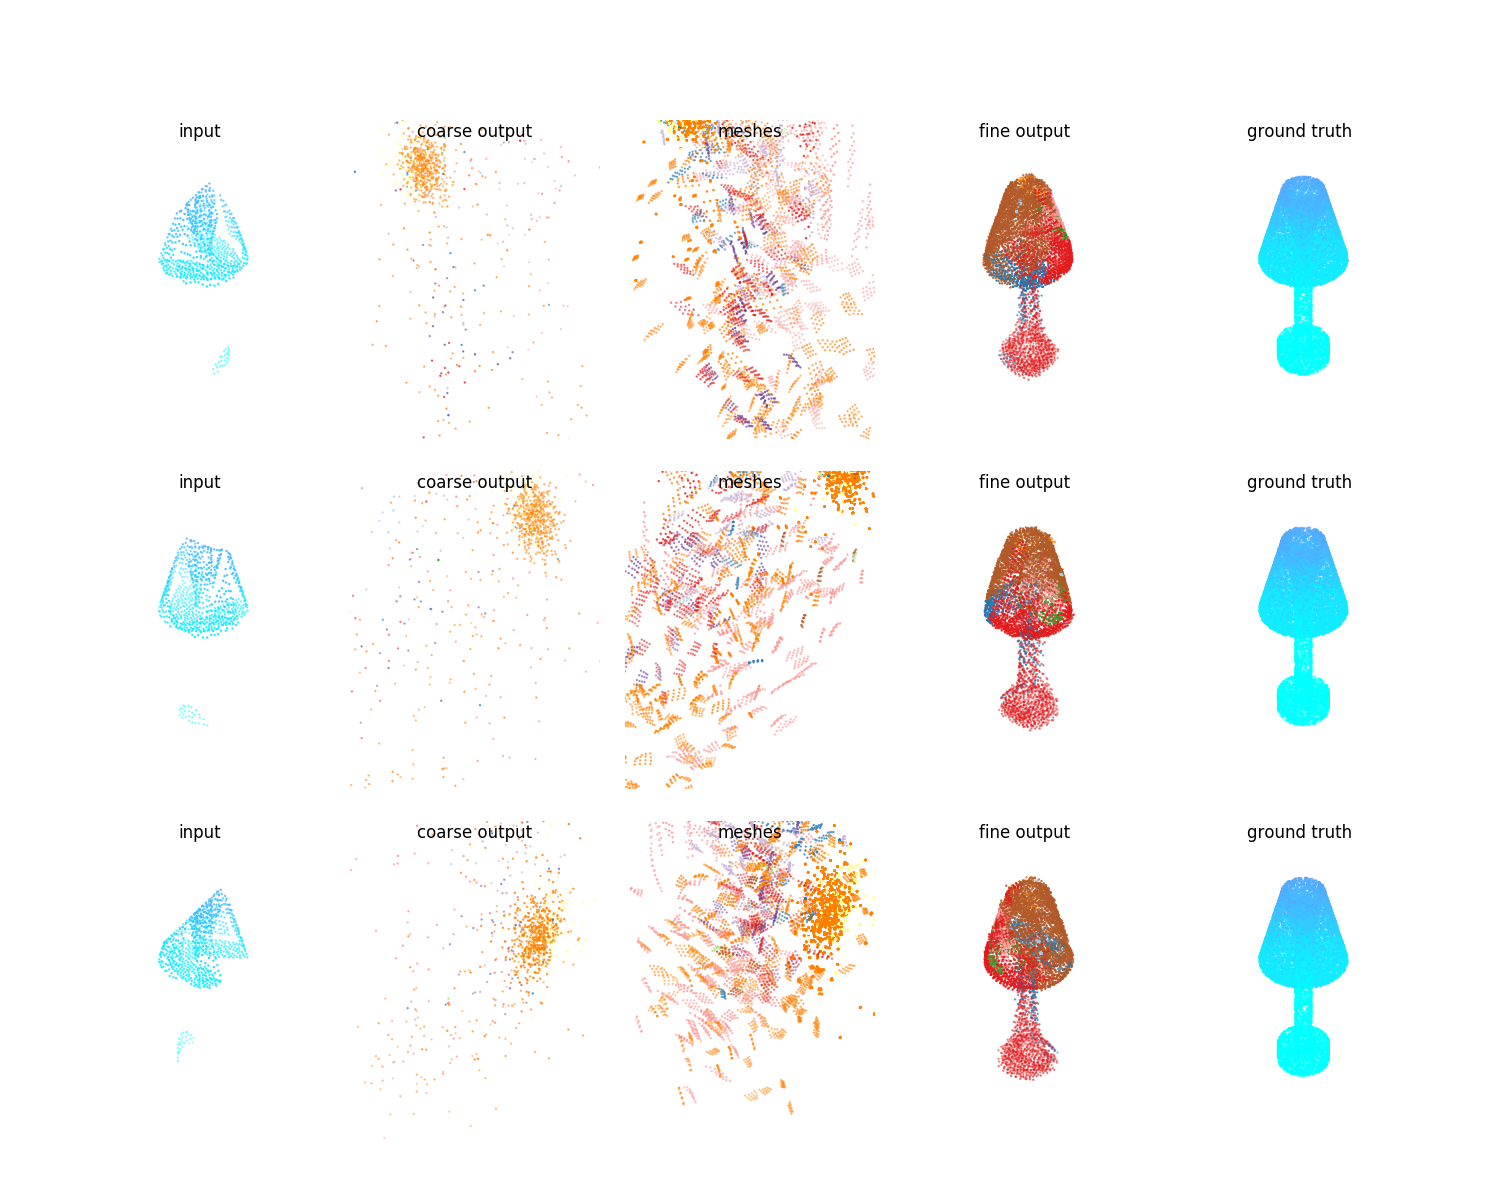 input
coarse output
meshes
fine output
ground truth
input
coarse output
meshes
fine output
ground truth
input
coarse output
meshes
fine output
ground truth